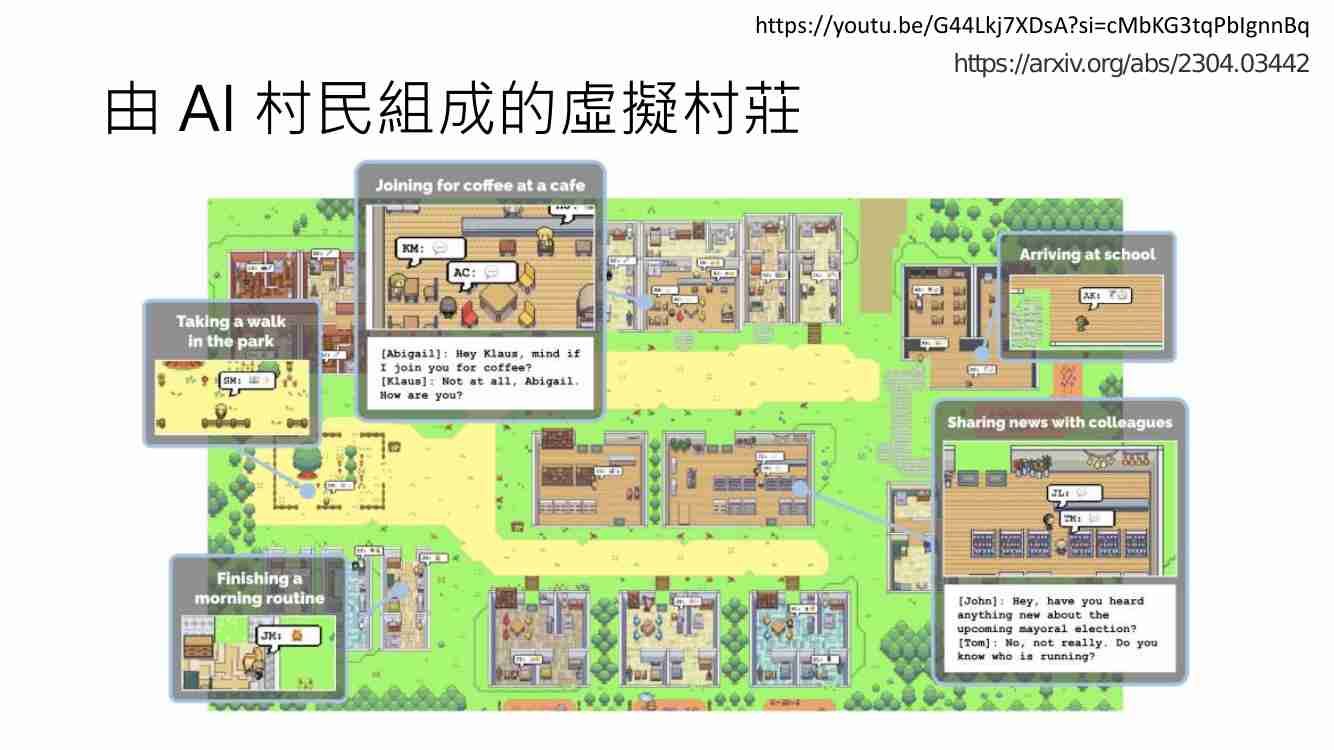 https://youtu.be/G44Lkj7XDsA?si=cMbKG3tqPbIgnnBq
https://arxiv.org/abs/2304.03442
由 AI 村民組成的虛擬村莊
Joining for coffee at a cafe
KM:
AC:
[Abigail]: Hey Klaus, mind if
I join you for coffee?
[Klaus]: Not at all, Abigail.
How are you?
Arriving at school
AK:
Taking a walk
in the park
SM:
Sharing news with colleagues
JL:
TM:
[John]: Hey, have you heard
anything new about the
upcoming mayoral election?
[Tom]: No, not really. Do you
know who is running?
Finishing a
morning routine
JM: